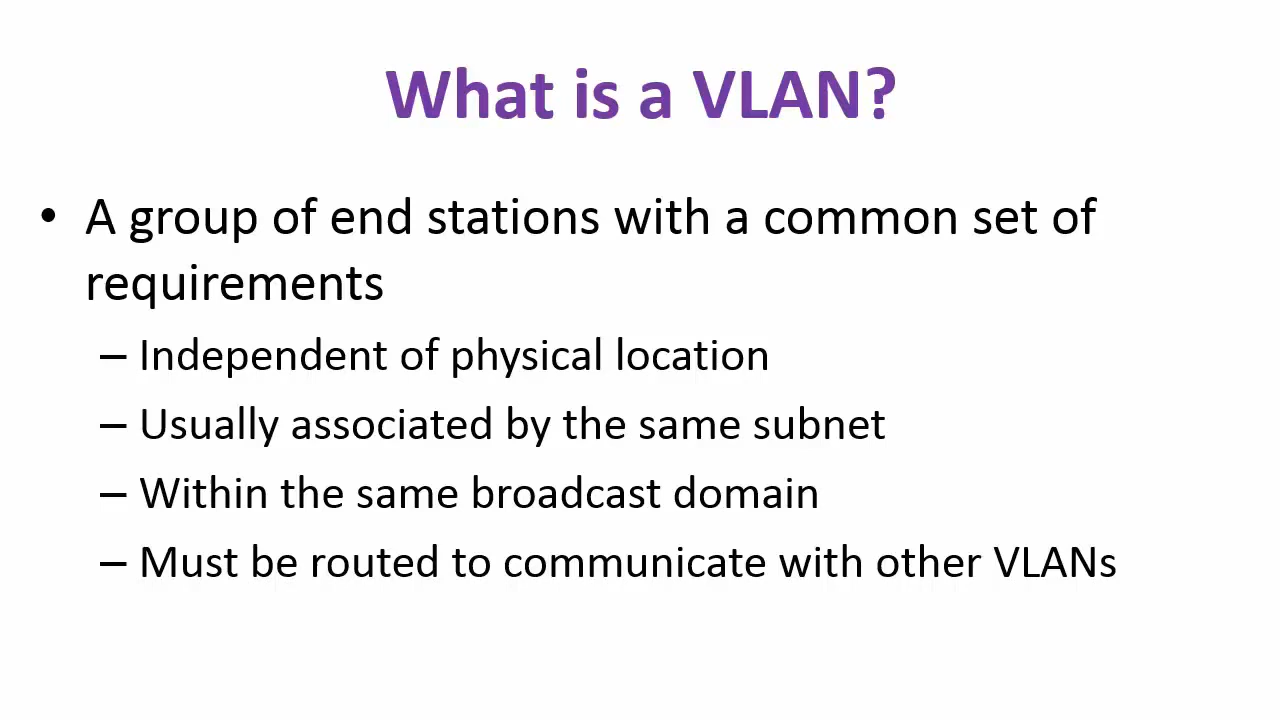 What is a VLAN?
• A group of end stations with a common set of
requirements
– Independent of physical location
– Usually associated by the same subnet
– Within the same broadcast domain
– Must be routed to communicate with other VLANs